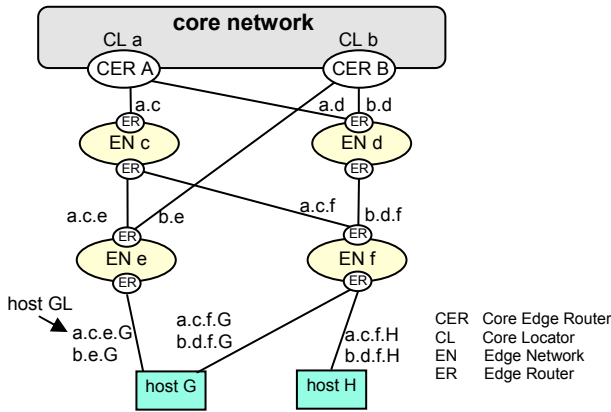 core network
CL a
CL b
CER A
CER B
a.c
a.d
b.d
ER
ER
EN c
EN d
ER
ER
a.c.e
b.e
a.c.f
b.d.f
ER
ER
EN e
EN f
ER
ER
host GL
a.c.e.G
b.e.G
a.c.f.G
b.d.f.G
a.c.f.H
b.d.f.H
host G
host H
CER Core Edge Router
CL Core Locator
EN Edge Network
ER Edge Router